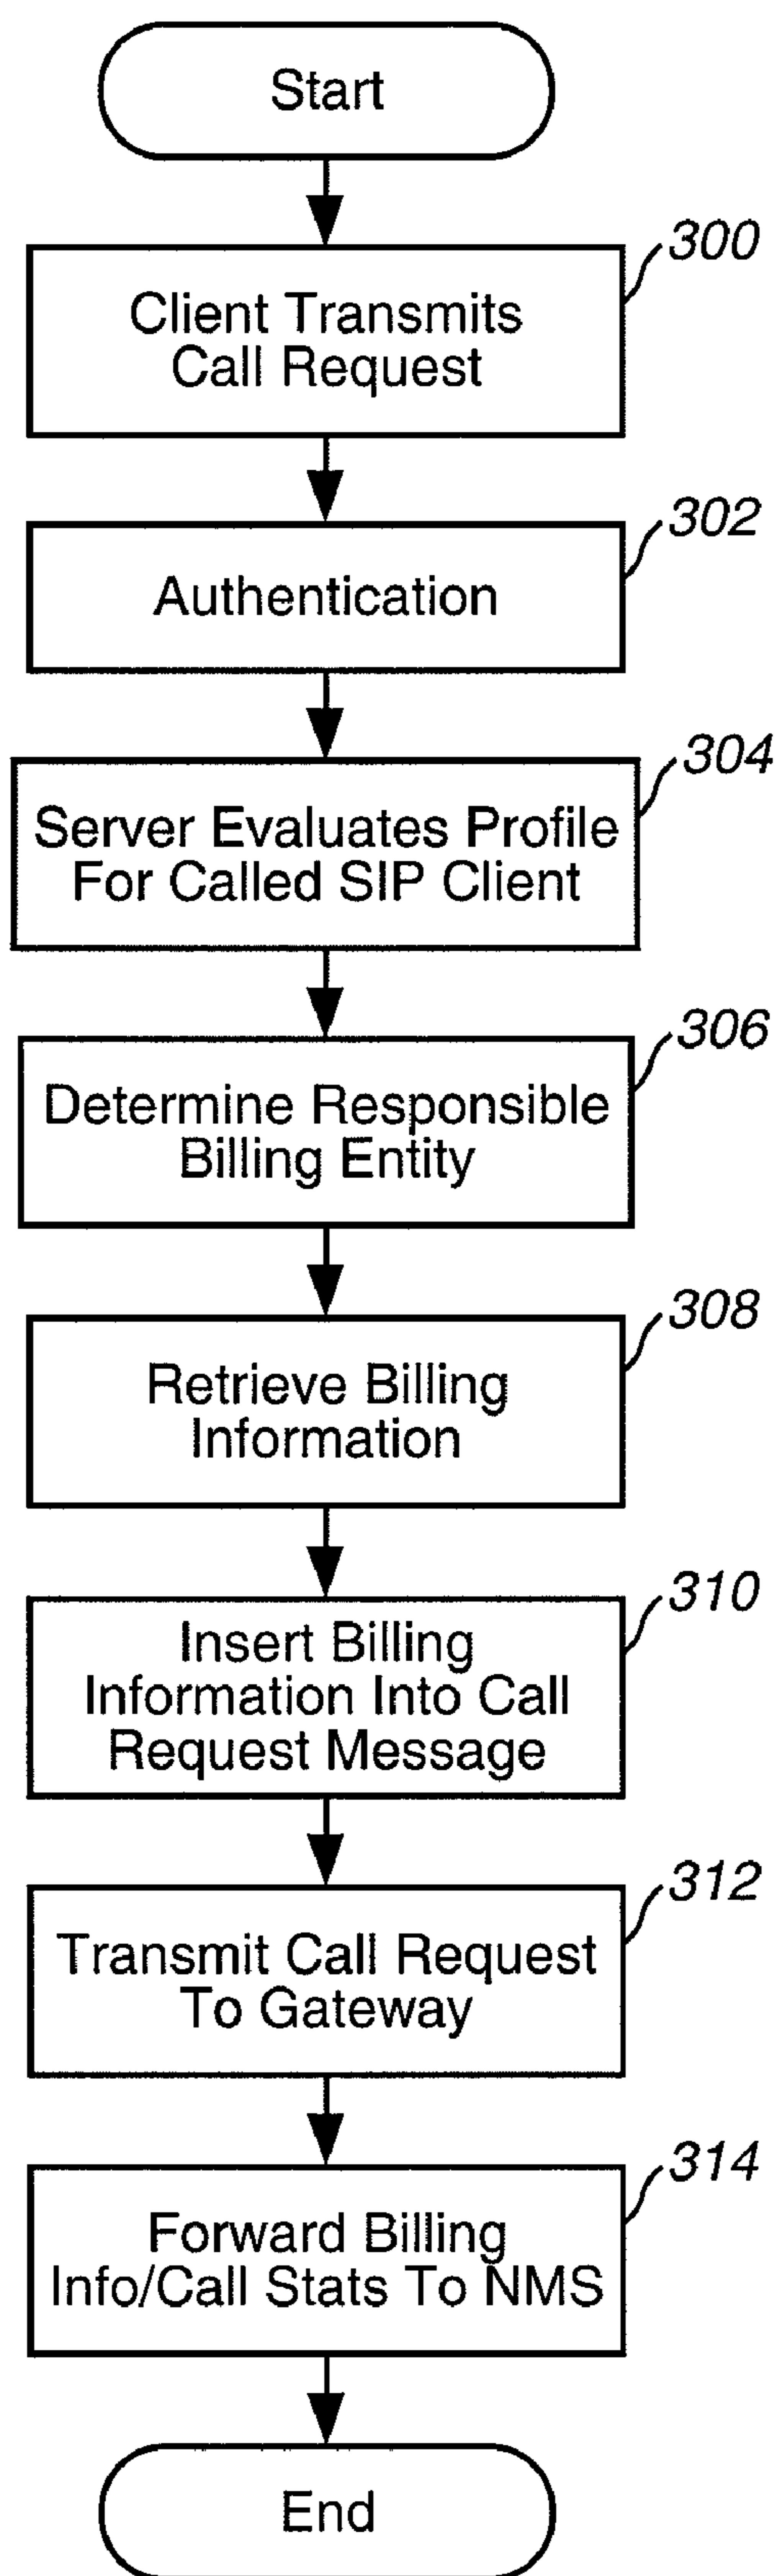 Start
300
Client Transmits
Call Request
302
Authentication
304
Server Evaluates Profile
For Called SIP Client
306
Determine Responsible
Billing Entity
308
Retrieve Billing
Information
310
Insert Billing
Information Into Call
Request Message
312
Transmit Call Request
To Gateway
314
Forward Billing
Info/Call Stats To NMS
End